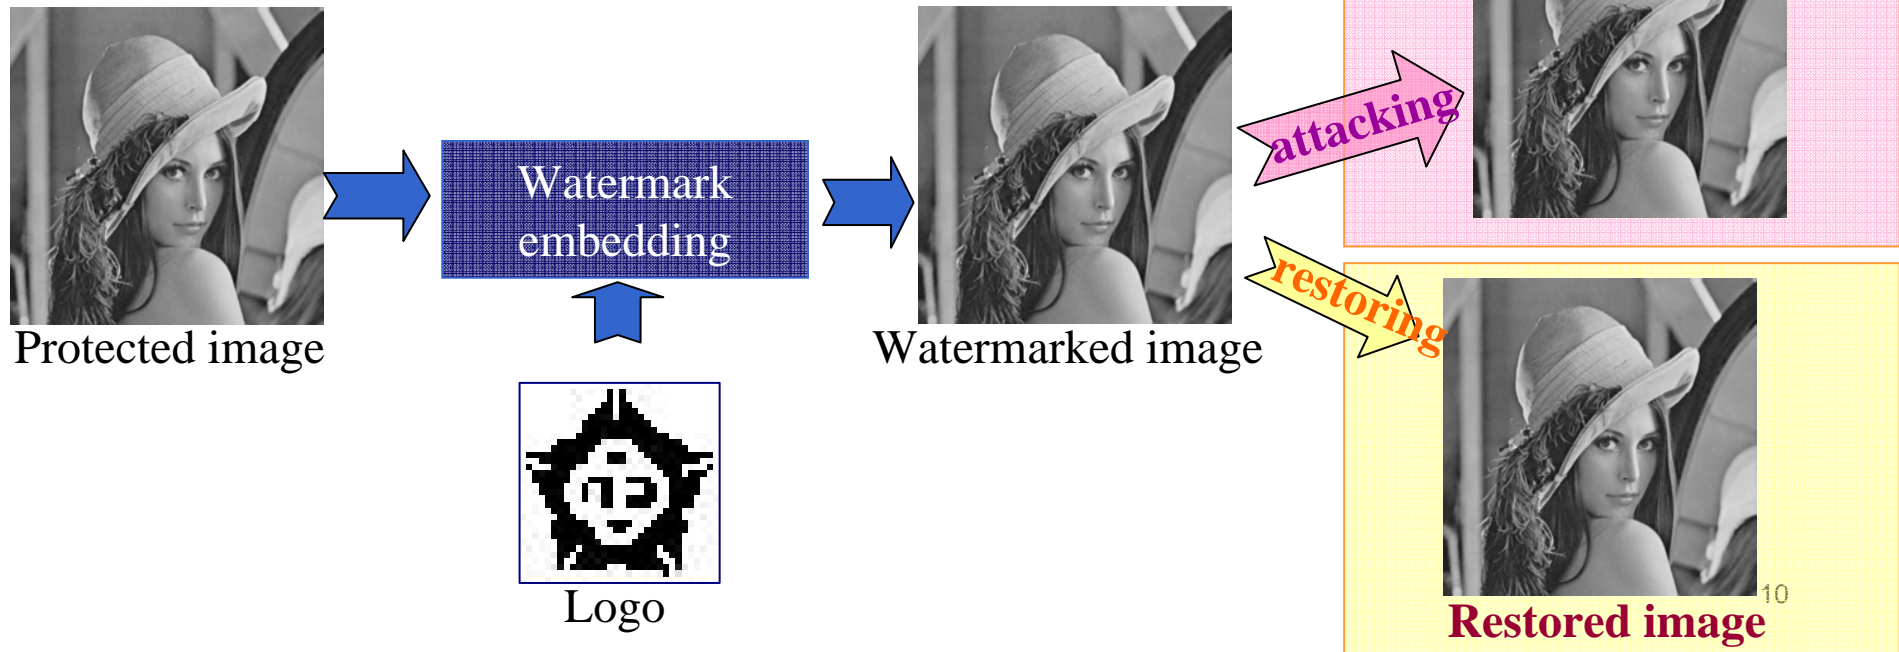 Protected image
Watermark
embedding
Logo
Watermarked image
attacking
restoring
10
Restored image